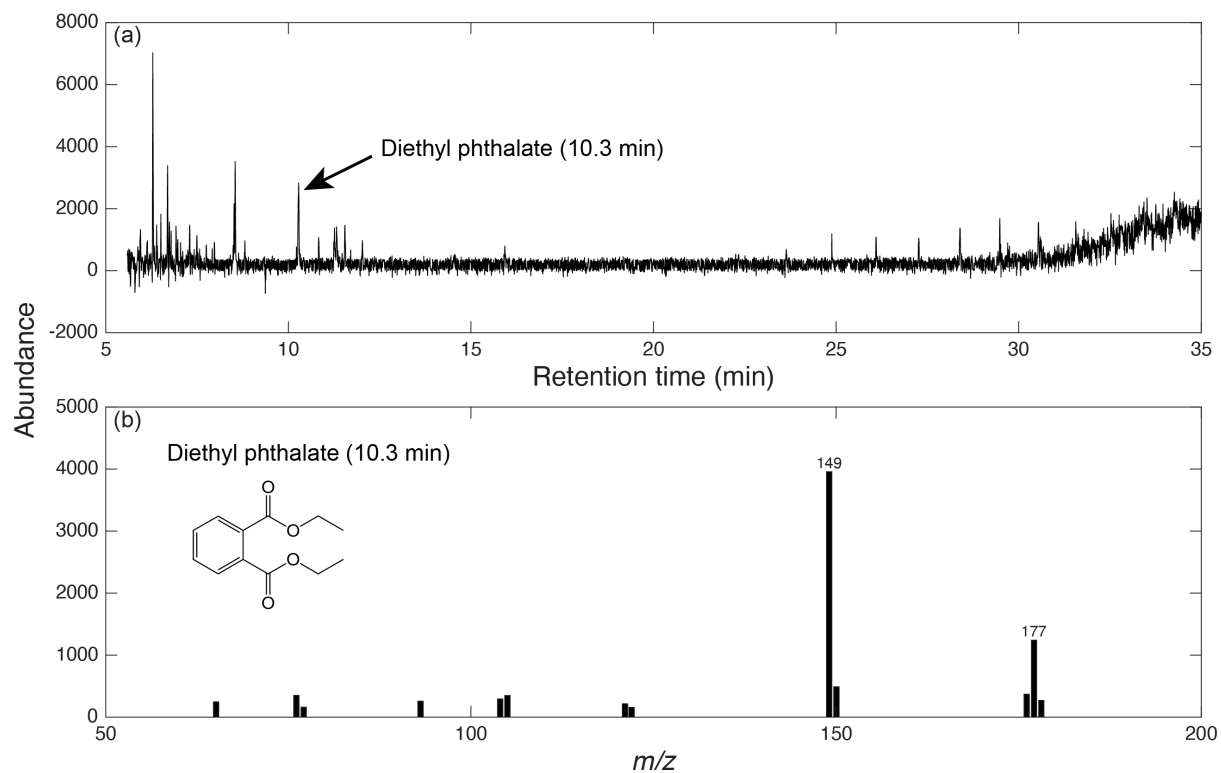 (a)
8000
6000
4000
2000
0
-2000
Diethyl phthalate (10.3 min)
5 10 15 20 25 30 35
Retention time (min)
Abundance
(b)
5000
4000
3000
2000
1000
0
Diethyl phthalate (10.3 min)
O
O
O
O
149
177
50 100 150 200
m/z